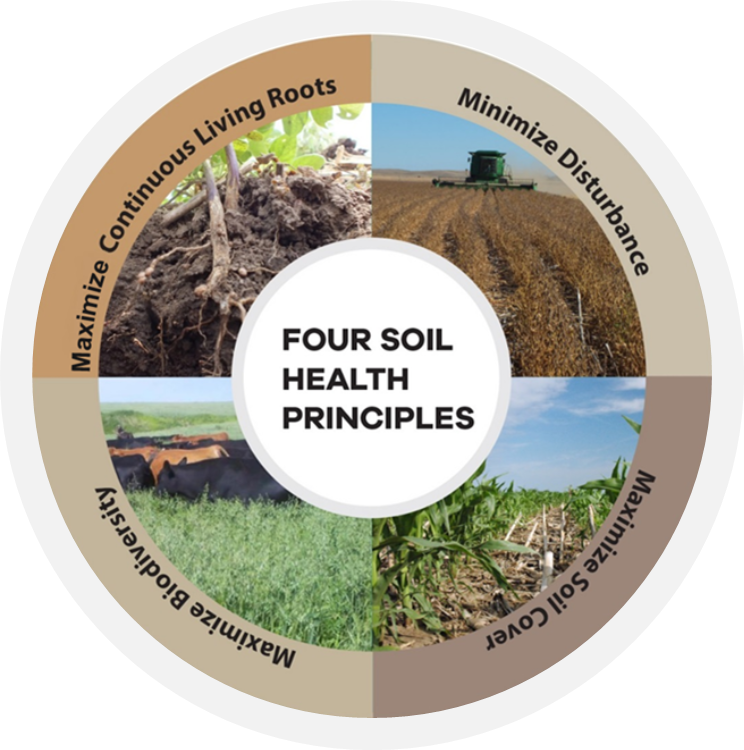 Maximize Continuous Living Roots
Minimize Disturbance
FOUR SOIL
HEALTH
PRINCIPLES
Maximize Biodiversity
Maximize Soil Cover